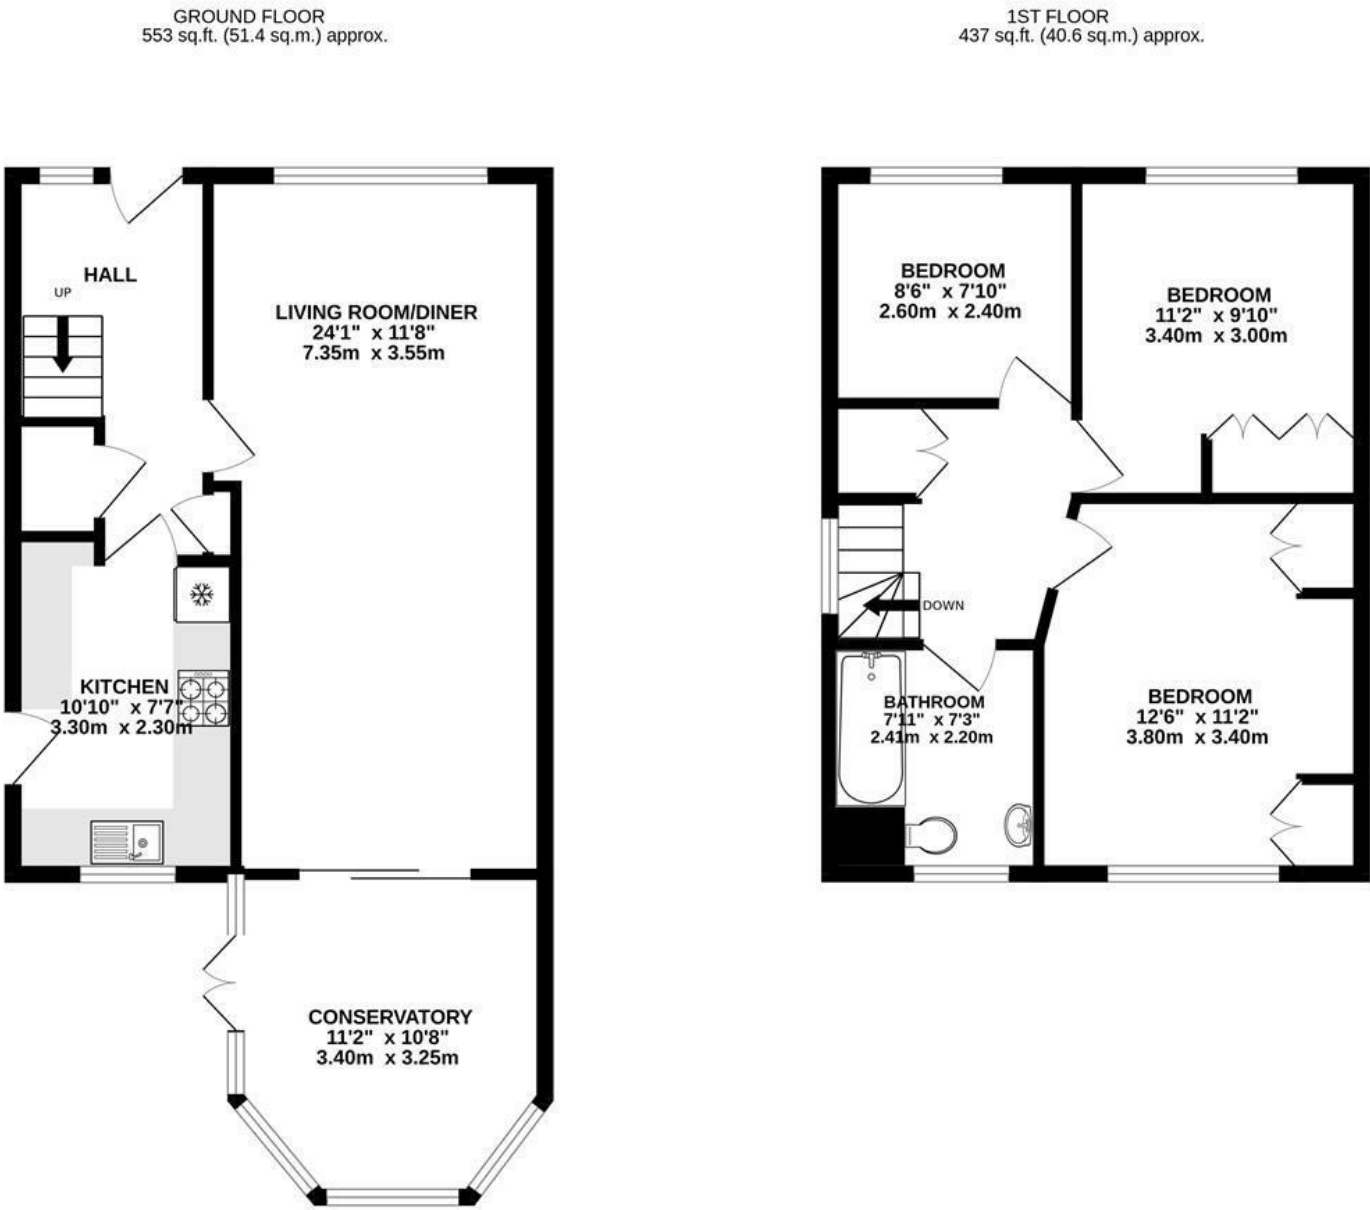 GROUND FLOOR
553 sq.ft. (51.4 sq.m.) approx.
HALL
UP
LIVING ROOM/DINER
24'1" x 11'8"
7.35m x 3.55m
KITCHEN
10'10" x 7'7"
3.30m x 2.30m
CONSERVATORY
11'2" x 10'8"
3.40m x 3.25m
1ST FLOOR
437 sq.ft. (40.6 sq.m.) approx.
BEDROOM
8'6" x 7'10"
2.60m x 2.40m
BEDROOM
11'2" x 9'10"
3.40m x 3.00m
DOWN
BATHROOM
7'11" x 7'3"
2.41m x 2.20m
BEDROOM
12'6" x 11'2"
3.80m x 3.40m